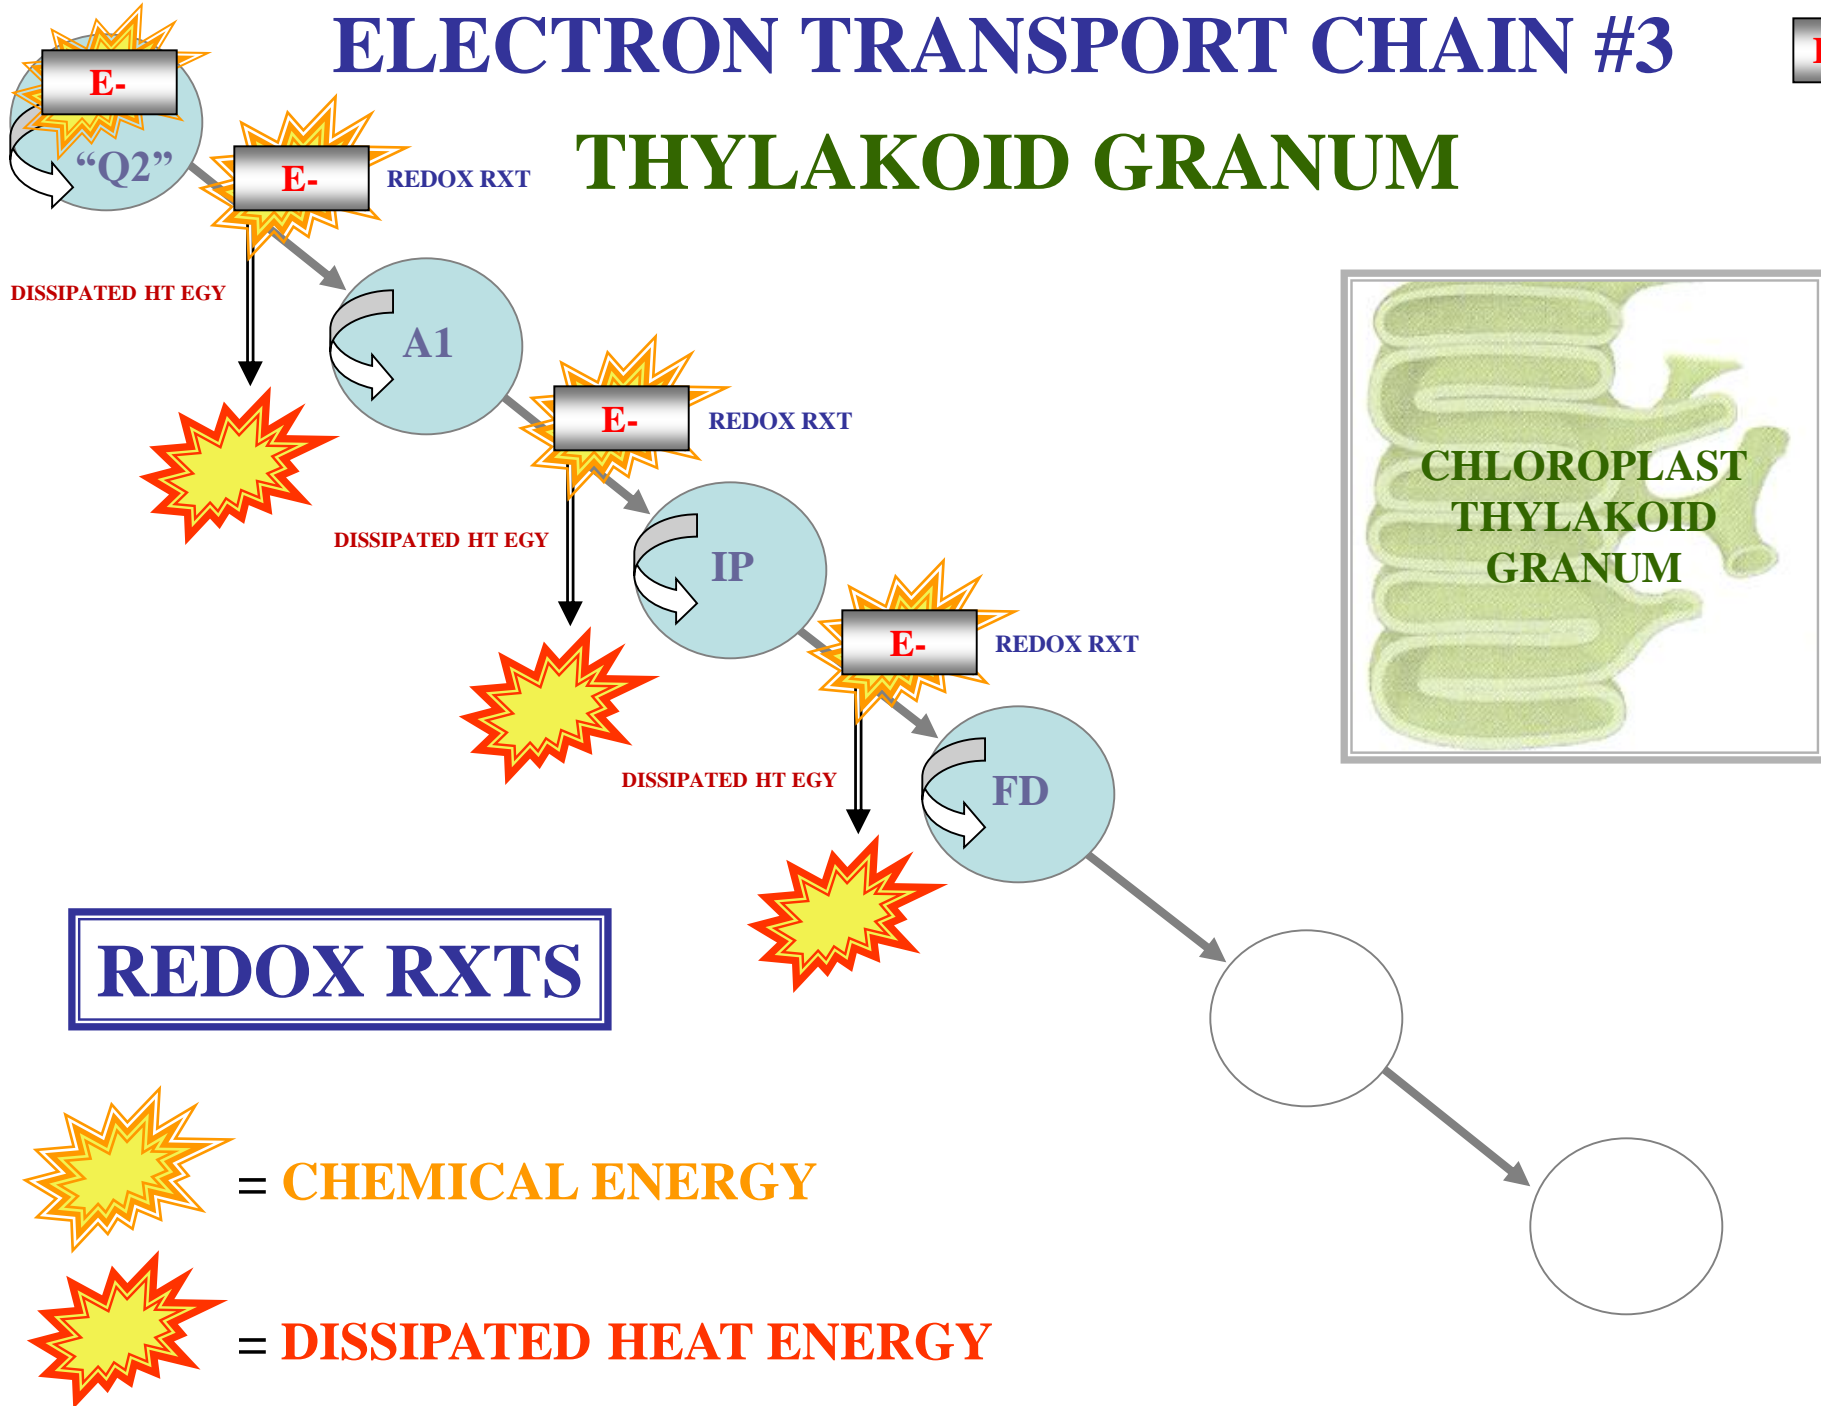 ELECTRON TRANSPORT CHAIN #3
THYLAKOID GRANUM
E-
“Q2”
E-
REDOX RXT
DISSIPATED HT EGY
A1
E-
REDOX RXT
DISSIPATED HT EGY
IP
E-
REDOX RXT
DISSIPATED HT EGY
FD
CHLOROPLAST
THYLAKOID
GRANUM
REDOX RXTS
= CHEMICAL ENERGY
= DISSIPATED HEAT ENERGY